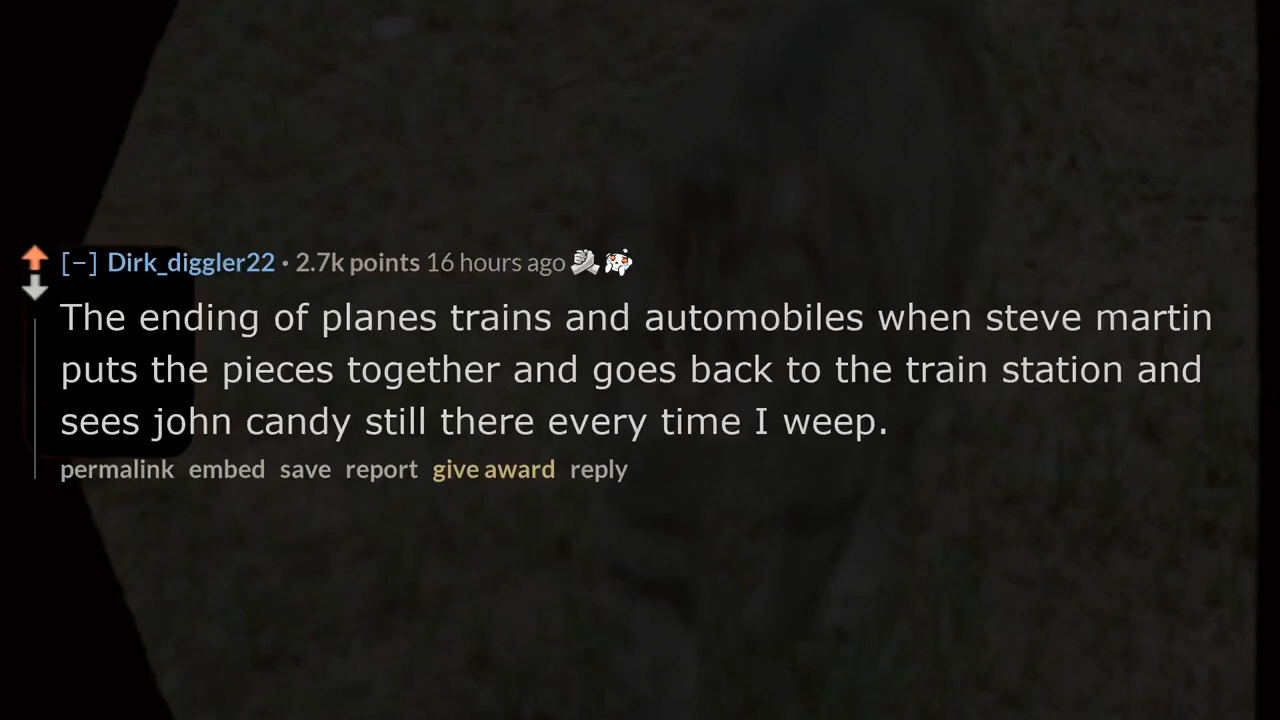 [−] Dirk_diggler22 · 2.7k points 16 hours ago
The ending of planes trains and automobiles when steve martin
puts the pieces together and goes back to the train station and
sees john candy still there every time I weep.
permalink embed save report give award reply